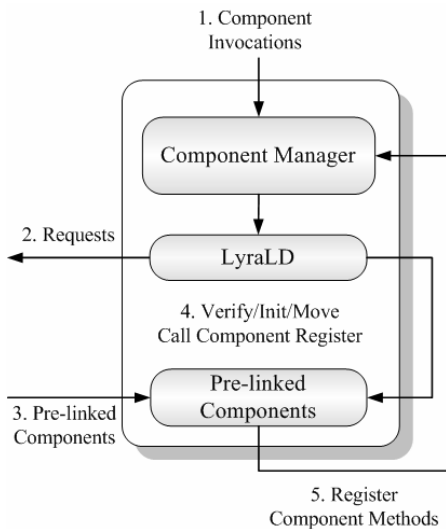 1. Component
Invocations
Component Manager
2. Requests
LyraLD
4. Verify/Init/Move
Call Component Register
Pre-linked
Components
3. Pre-linked
Components
5. Register
Component Methods